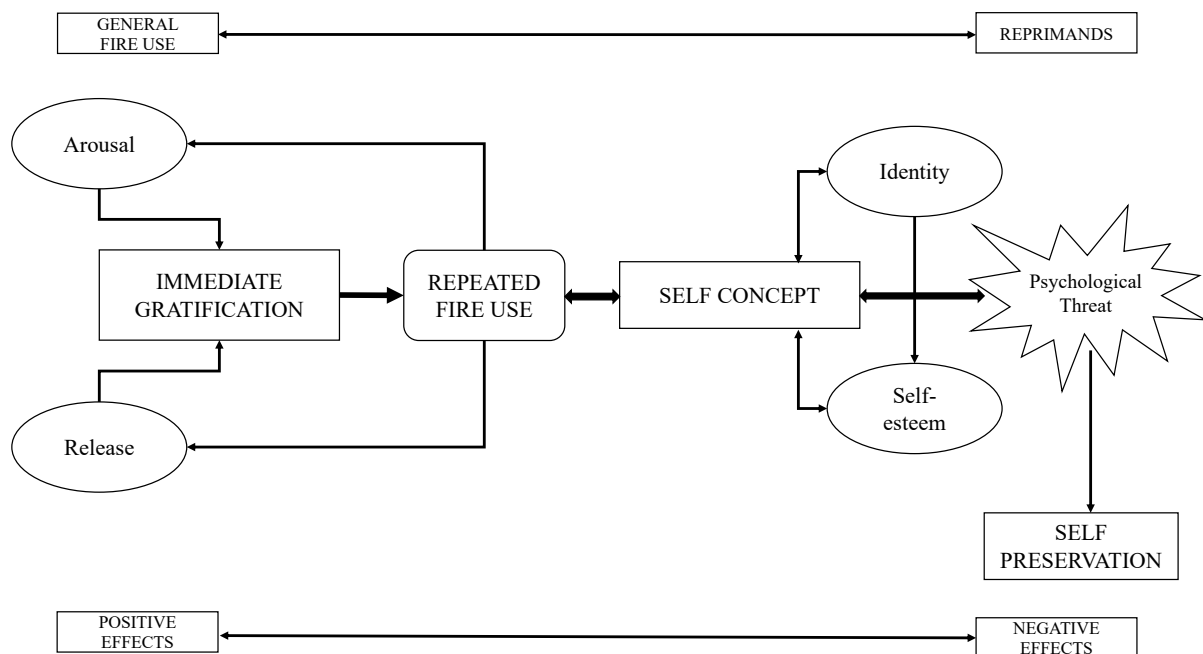 GENERAL
FIRE USE
REPRIMANDS
Arousal
Identity
IMMEDIATE
GRATIFICATION
REPEATED
FIRE USE
SELF CONCEPT
Psychological
Threat
Release
Self-
esteem
SELF
PRESERVATION
POSITIVE
EFFECTS
NEGATIVE
EFFECTS